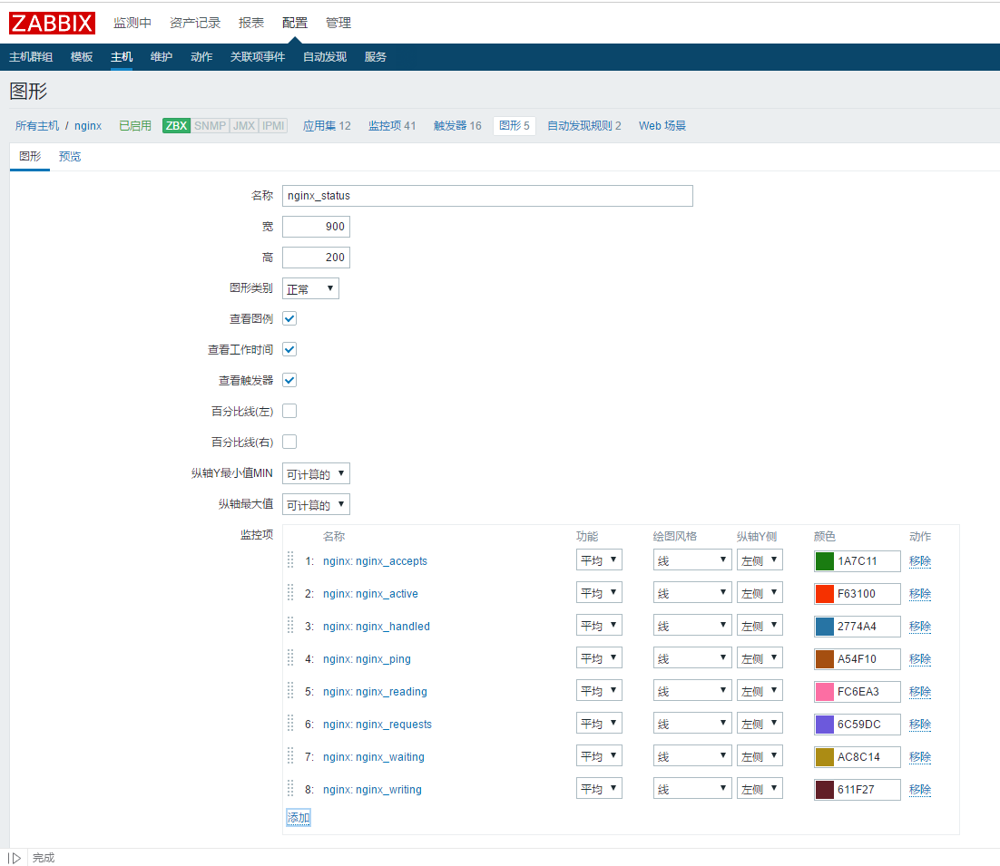 ZABBIX 监测中 资产记录 报表 配置 管理
主机群组 模板 主机 维护 动作 关联项事件 自动发现 服务
图形
所有主机 / nginx 已启用 ZBX SNMP JMX IPMI 应用集 12 监控项 41 触发器 16 图形 5 自动发现规则 2 Web 场景
图形 预览
名称 nginx_status
宽 900
高 200
图形类别 正常
查看图例
查看工作时间
查看触发器
百分比线(左)
百分比线(右)
纵轴Y最小值MIN 可计算的
纵轴最大值 可计算的
监控项 名称 功能 绘图风格 纵轴Y侧 颜色 动作
1: nginx: nginx_accepts 平均 线 左侧 1A7C11 移除
2: nginx: nginx_active 平均 线 左侧 F63100 移除
3: nginx: nginx_handled 平均 线 左侧 2774A4 移除
4: nginx: nginx_ping 平均 线 左侧 A54F10 移除
5: nginx: nginx_reading 平均 线 左侧 FC6EA3 移除
6: nginx: nginx_requests 平均 线 左侧 6C59DC 移除
7: nginx: nginx_waiting 平均 线 左侧 AC8C14 移除
8: nginx: nginx_writing 平均 线 左侧 611F27 移除
添加
完成